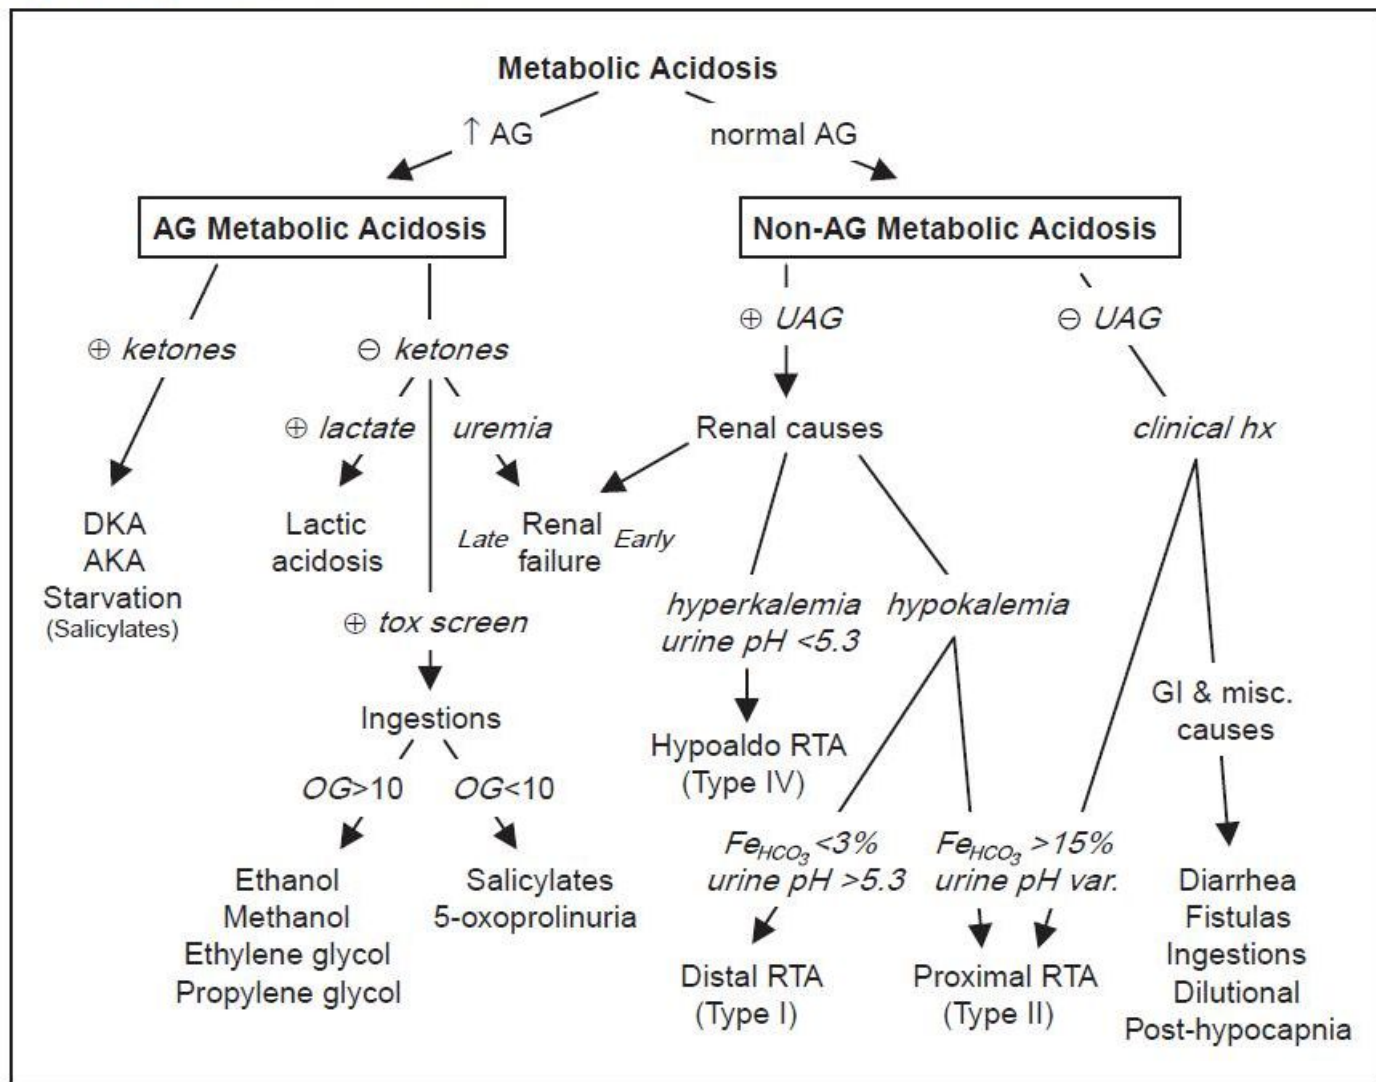 Metabolic Acidosis
↑ AG
normal AG
AG Metabolic Acidosis
Non-AG Metabolic Acidosis
⊕ UAG
⊖ UAG
⊕ ketones
⊖ ketones
⊕ lactate
uremia
Renal causes
clinical hx
DKA
AKA
Starvation
(Salicylates)
Lactic
acidosis
Late
Renal
failure
Early
hyperkalemia
urine pH <5.3
hypokalemia
⊕ tox screen
Ingestions
GI & misc.
causes
Hypoaldo RTA
(Type IV)
OG>10
OG<10
Fe_HCO₃ <3%
urine pH >5.3
Fe_HCO₃ >15%
urine pH var.
Ethanol
Methanol
Ethylene glycol
Propylene glycol
Salicylates
5-oxoprolinuria
Distal RTA
(Type I)
Proximal RTA
(Type II)
Diarrhea
Fistulas
Ingestions
Dilutional
Post-hypocapnia